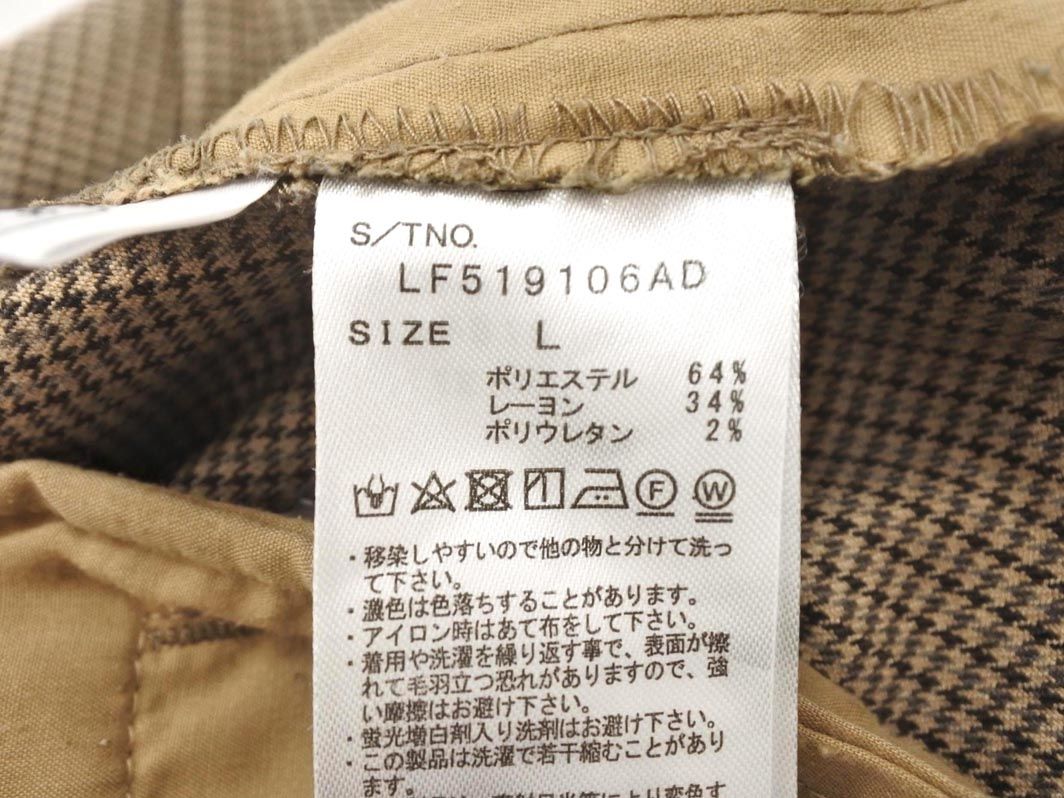 S/TNO.
LF519106AD
SIZE L
ポリエステル 64%
レーヨン 34%
ポリウレタン 2%
F W
・移染しやすいので他の物と分けて洗っ
て下さい。
・濃色は色落ちすることがあります。
・アイロン時はあて布をして下さい。
・着用や洗濯を繰り返す事で、表面が擦
れて毛羽立つ恐れがありますので、強
い摩擦はお避け下さい。
・蛍光増白剤入り洗剤はお避け下さい。
・この製品は洗濯で若干縮むことがあり
ます。
により変色す